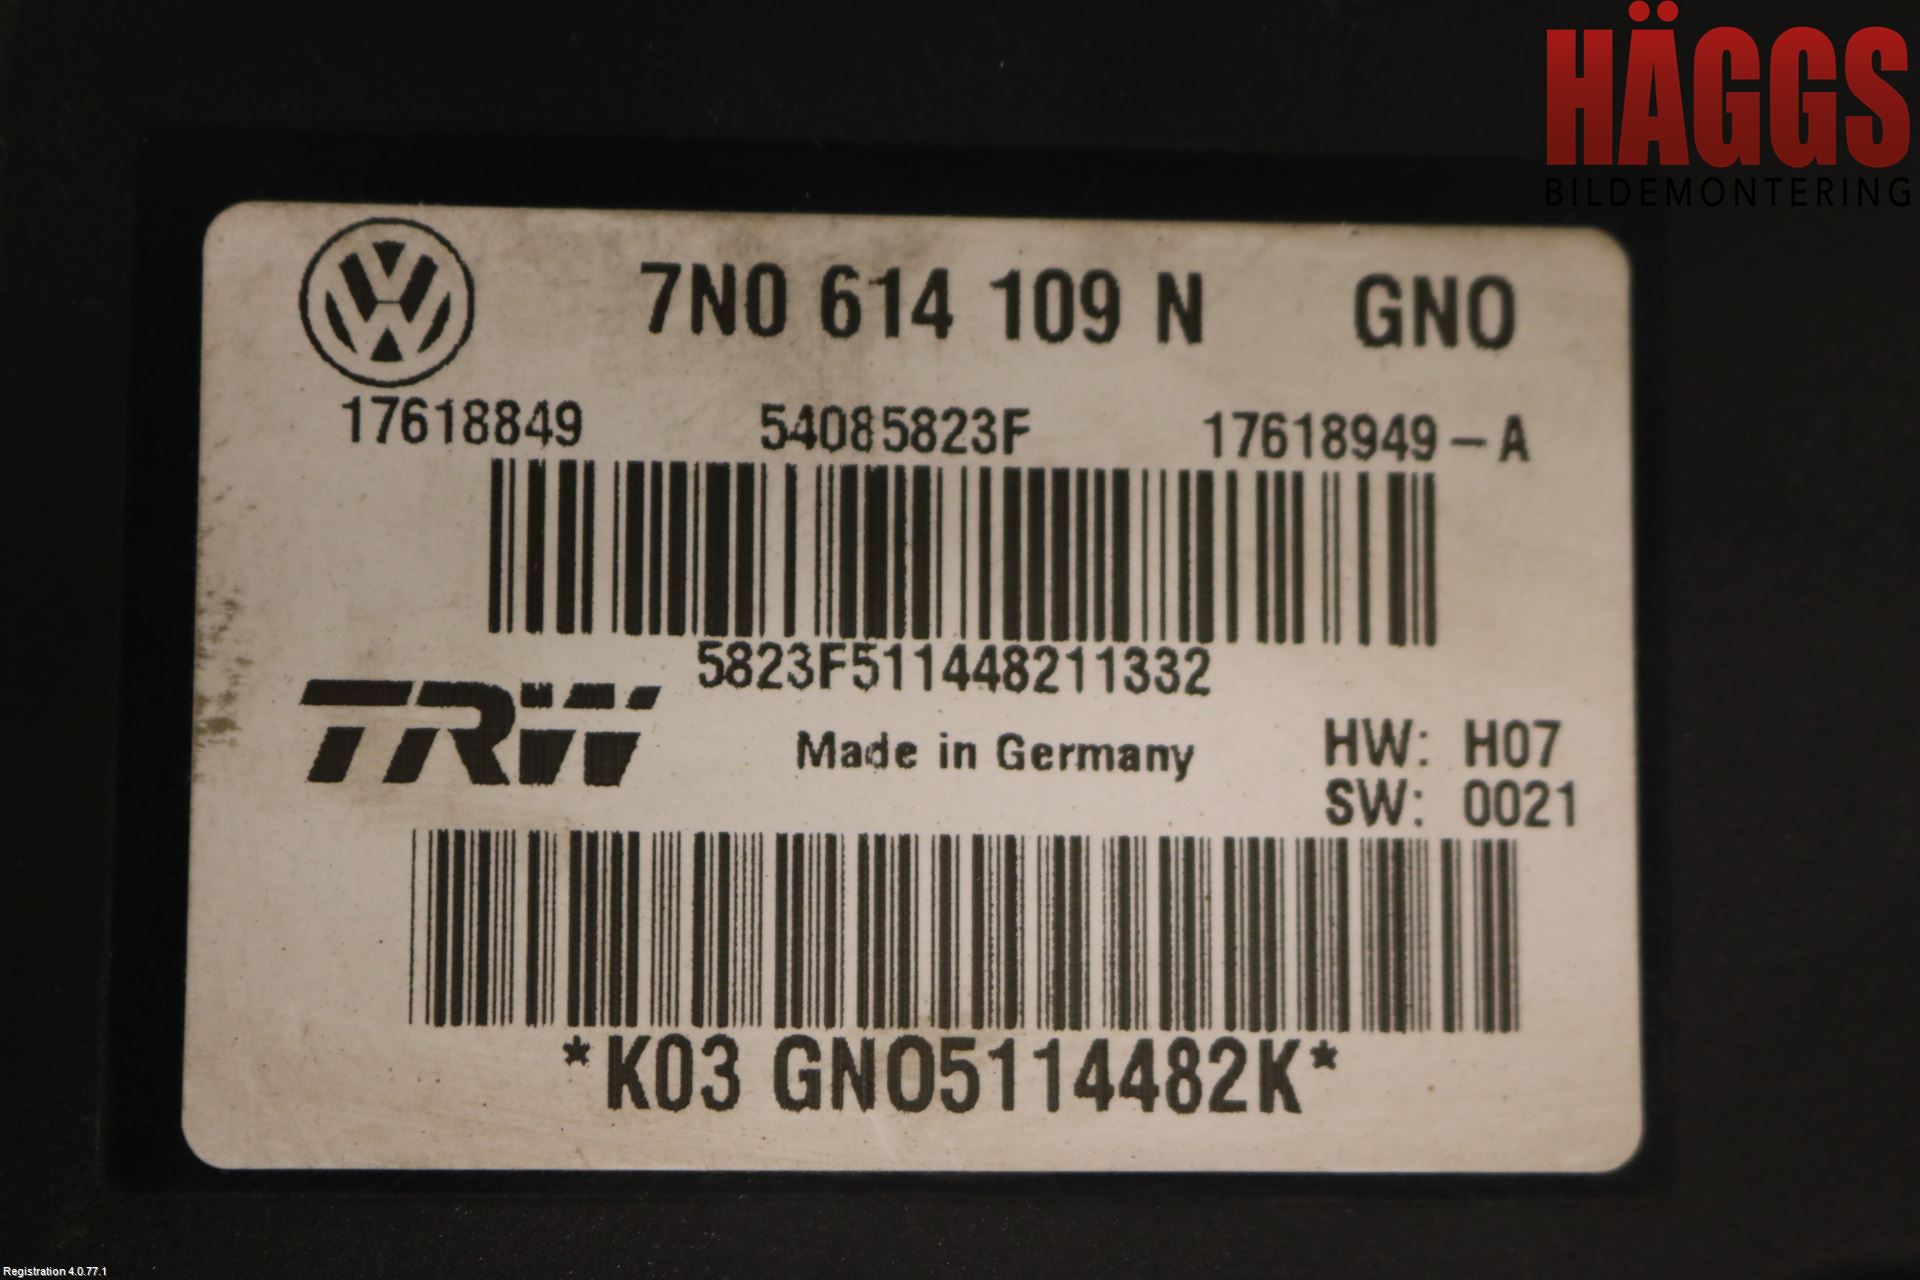 HÄGGS
BILDEMONTERING
7N0 614 109 N GNO
17618849 54085823F 17618949-A
5823F511448211332
TRW
Made in Germany
HW: H07
SW: 0021
*K03 GNO5114482K*
Registration 4.0.77.1